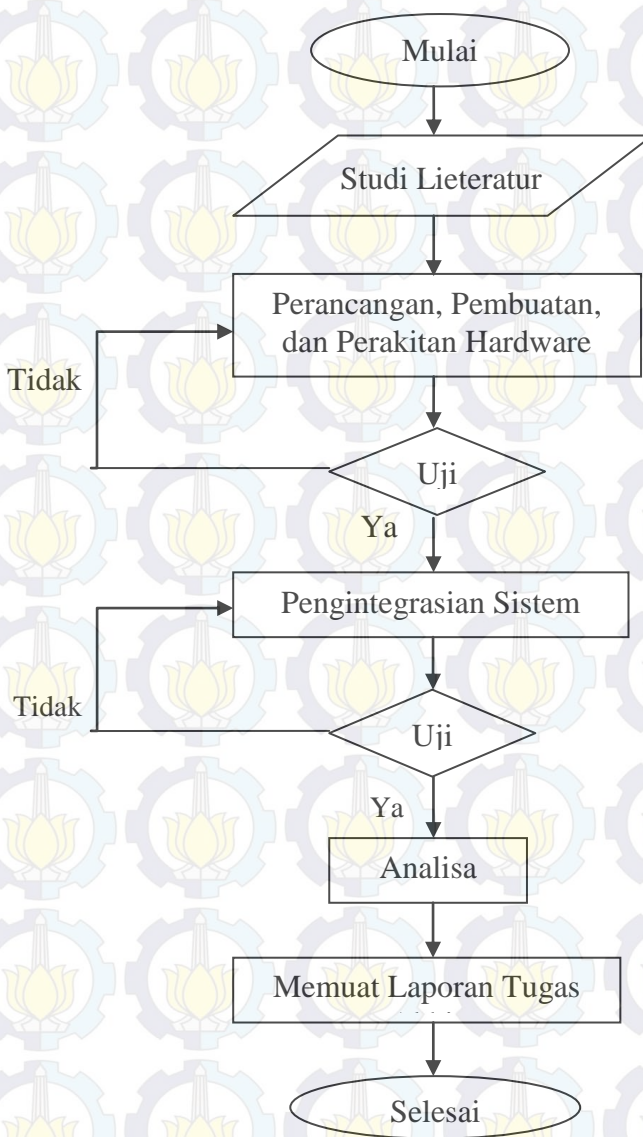 Mulai
Studi Lieteratur
Perancangan, Pembuatan,
dan Perakitan Hardware
Tidak
Uji
Ya
Pengintegrasian Sistem
Tidak
Uji
Ya
Analisa
Memuat Laporan Tugas
Selesai